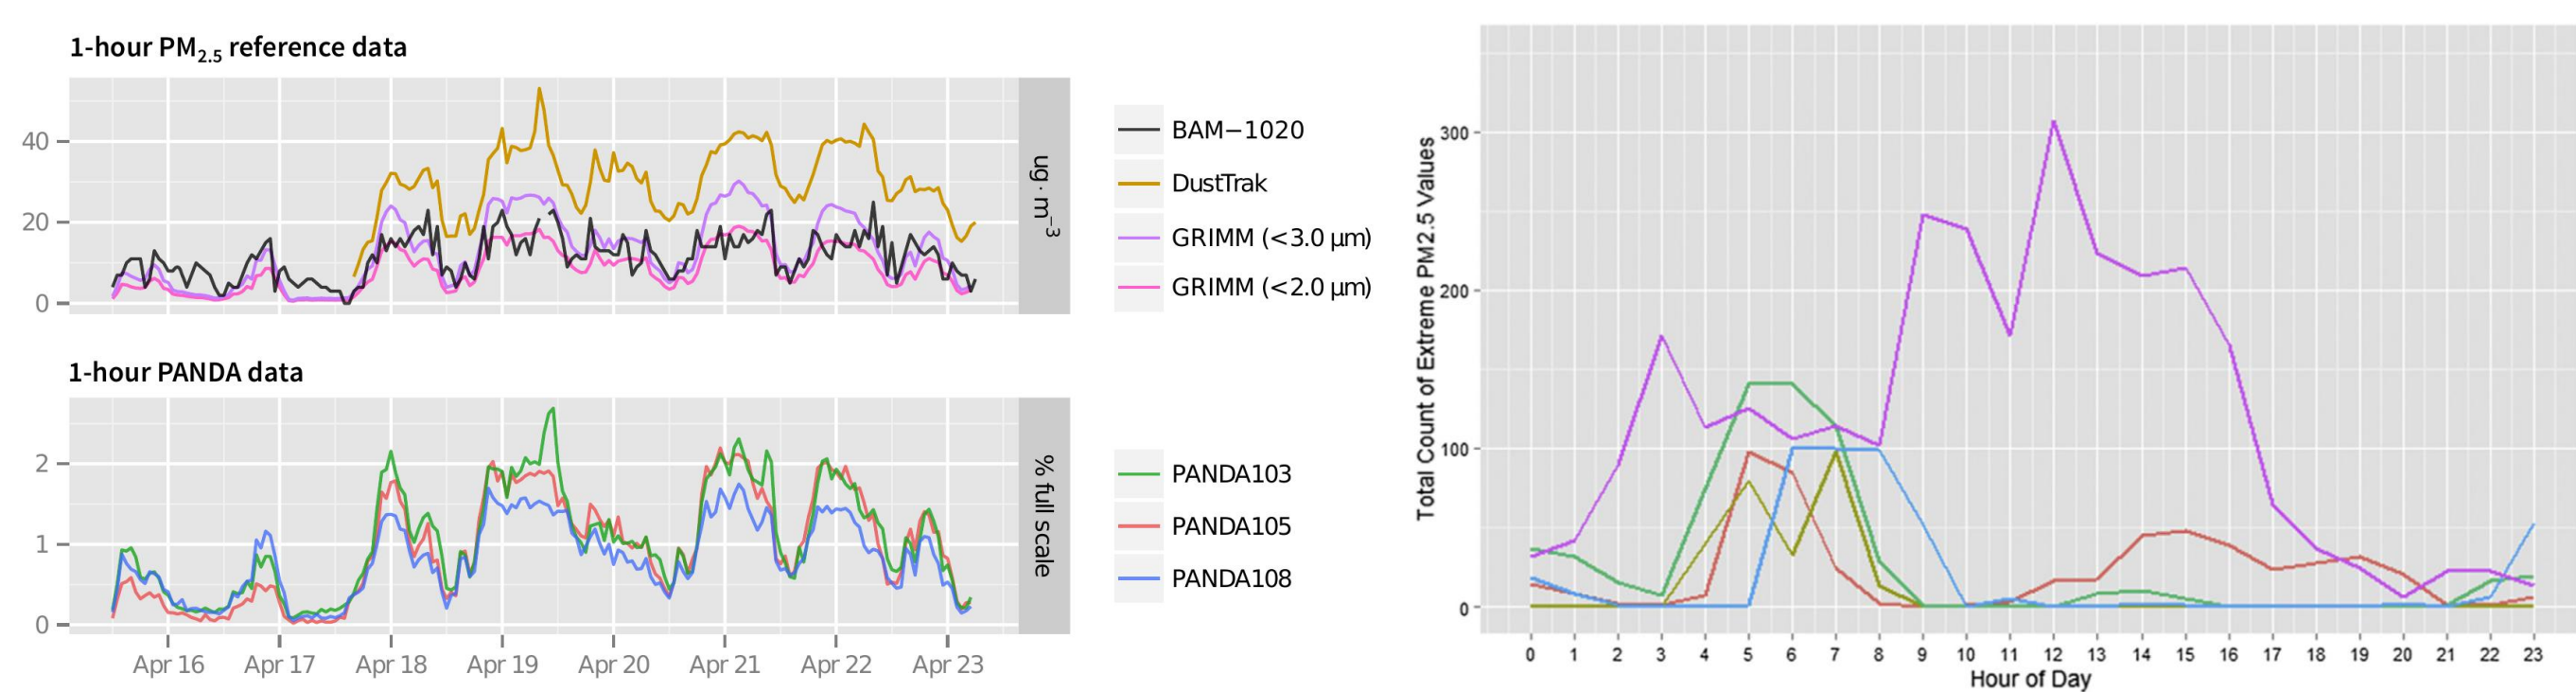 1-hour PM2.5 reference data
40
20
0
ug · m−3
BAM−1020
DustTrak
GRIMM (<3.0 µm)
GRIMM (<2.0 µm)
1-hour PANDA data
2
1
0
% full scale
Apr 16 Apr 17 Apr 18 Apr 19 Apr 20 Apr 21 Apr 22 Apr 23
PANDA103
PANDA105
PANDA108
Total Count of Extreme PM2.5 Values
300
200
100
0
0 1 2 3 4 5 6 7 8 9 10 11 12 13 14 15 16 17 18 19 20 21 22 23
Hour of Day